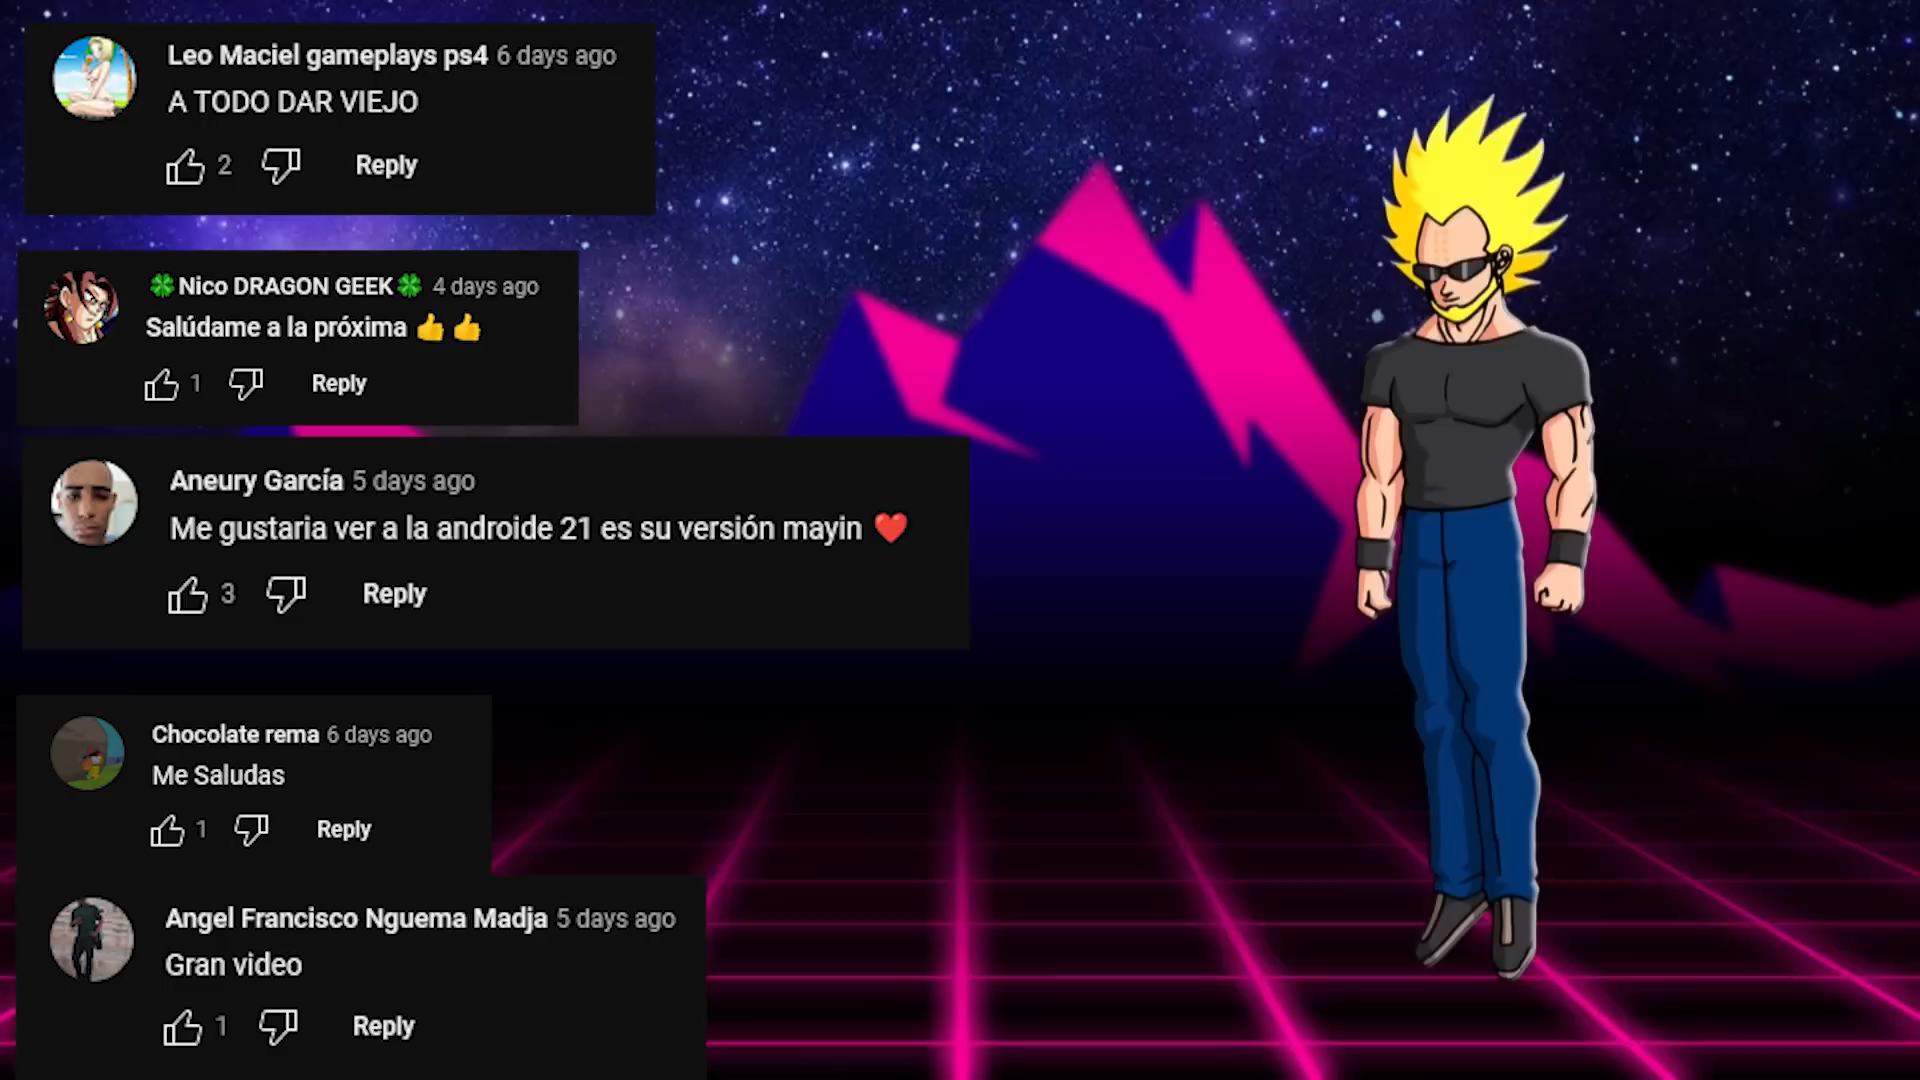 Leo Maciel gameplays ps4 6 days ago
A TODO DAR VIEJO
2 Reply
🍀Nico DRAGON GEEK🍀 4 days ago
Salúdame a la próxima 👍👍
1 Reply
Aneury García 5 days ago
Me gustaria ver a la androide 21 es su versión mayin ❤️
3 Reply
Chocolate rema 6 days ago
Me Saludas
1 Reply
Angel Francisco Nguema Madja 5 days ago
Gran video
1 Reply